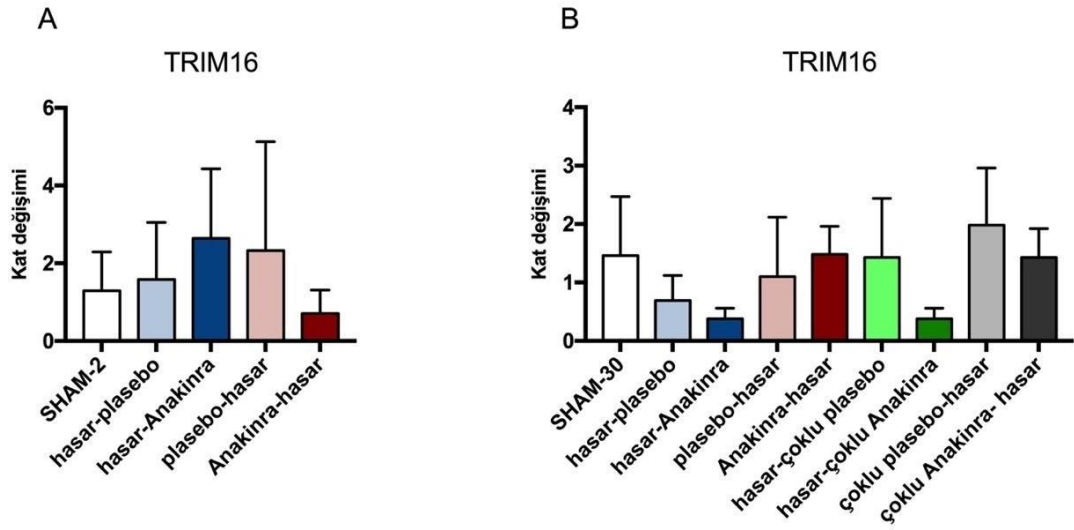 A
TRIM16
Kat değişimi
6
4
2
0
SHAM-2
hasar-plasebo
hasar-Anakinra
plasebo-hasar
Anakinra-hasar
B
TRIM16
Kat değişimi
4
3
2
1
0
SHAM-30
hasar-plasebo
hasar-Anakinra
plasebo-hasar
Anakinra-hasar
hasar-çoklu plasebo
hasar-çoklu Anakinra
çoklu plasebo-hasar
çoklu Anakinra- hasar